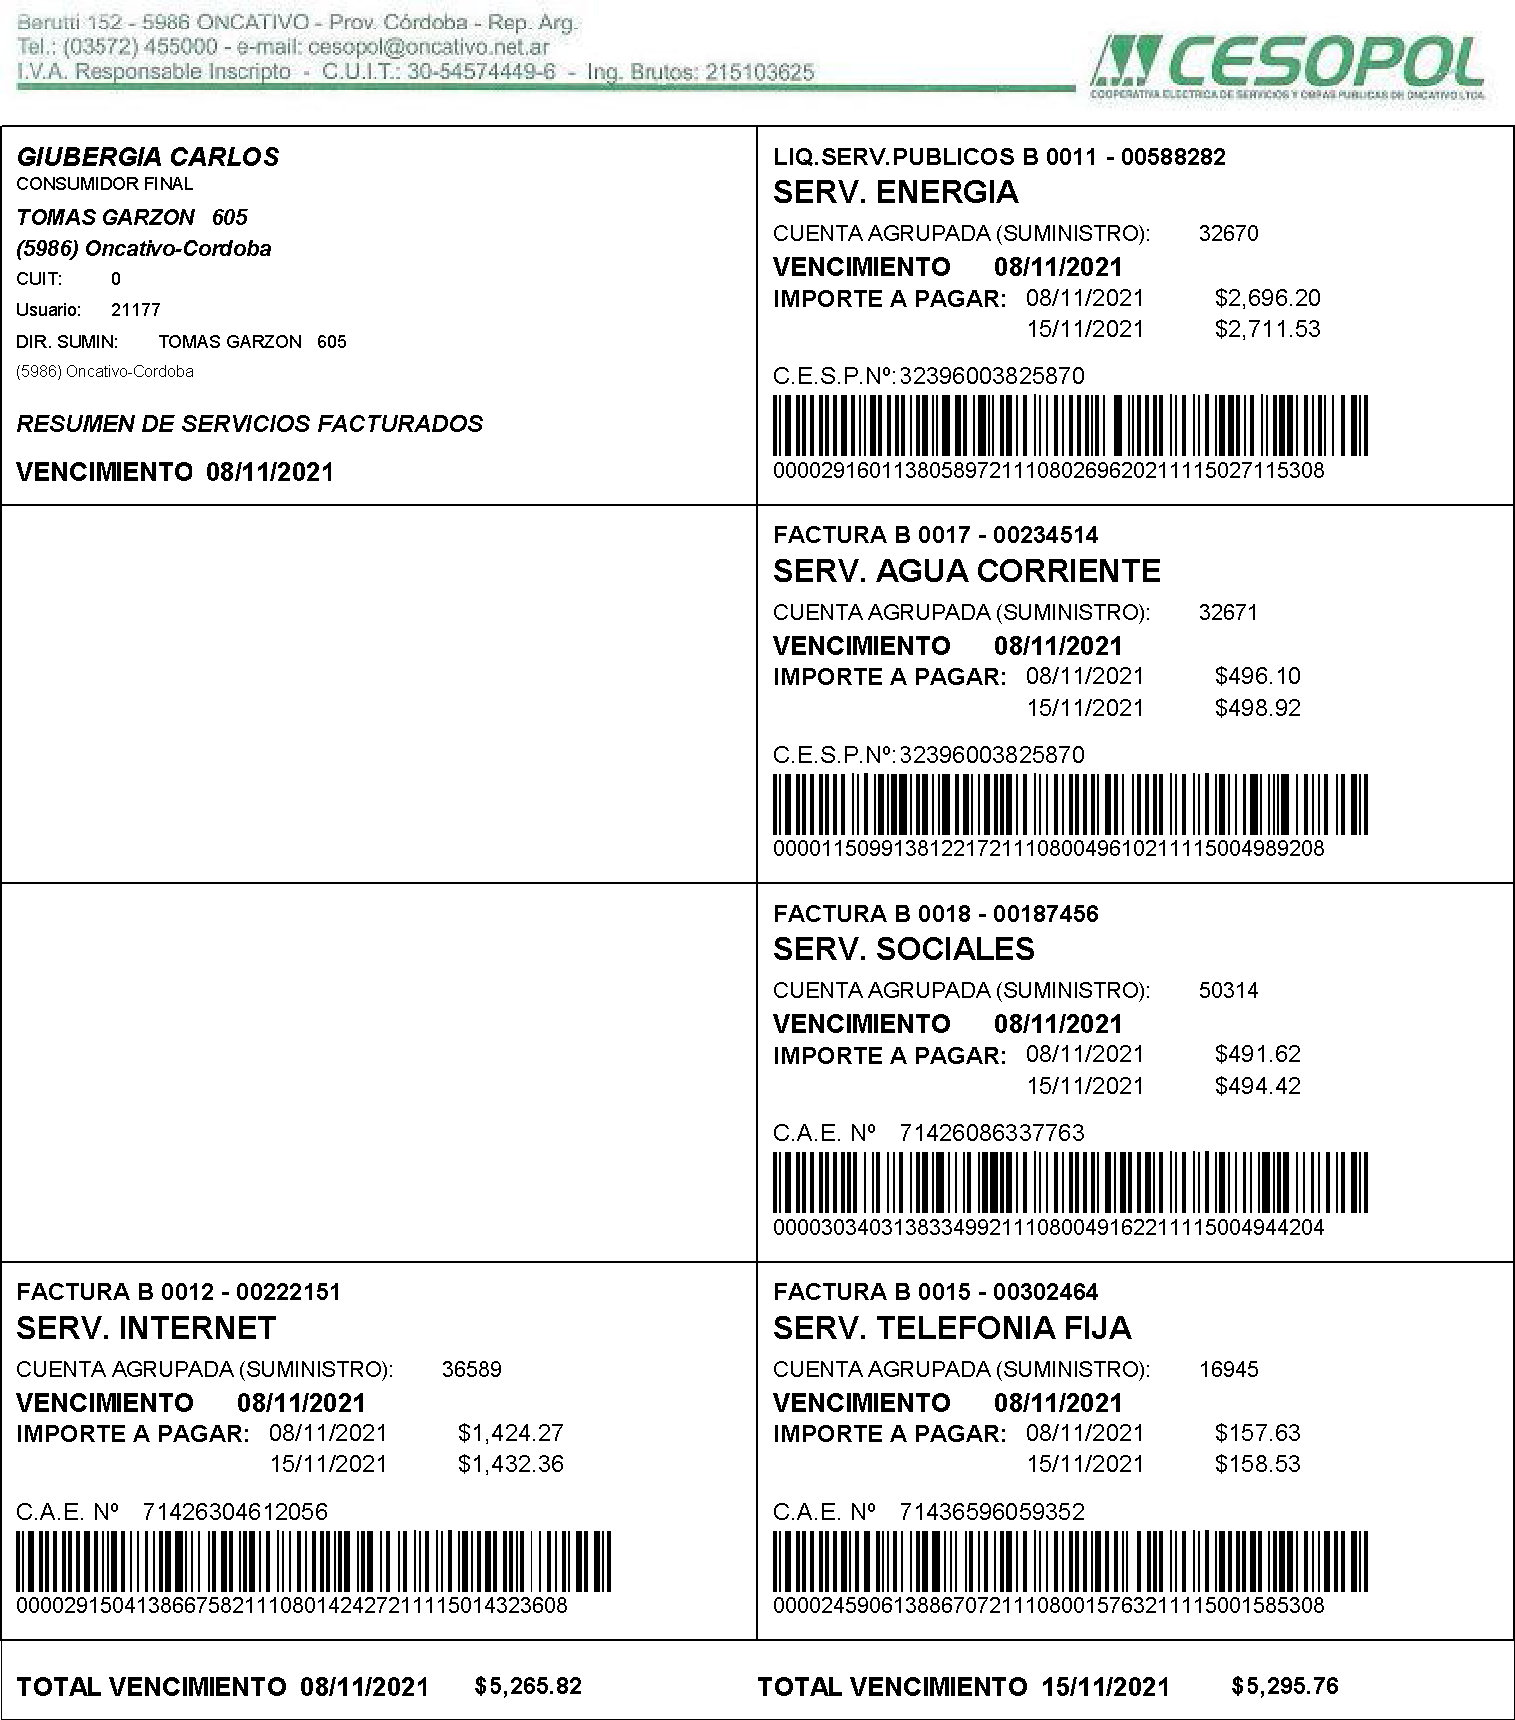 Berutti 152 - 5986 ONCATIVO - Prov. Córdoba - Rep. Arg.
Tel.: (03572) 455000 - e-mail: cesopol@oncativo.net.ar
I.V.A. Responsable Inscripto - C.U.I.T.: 30-54574449-6 - Ing. Brutos: 215103625
CESOPOL
COOPERATIVA ELECTRICA DE SERVICIOS Y OBRAS PUBLICAS DE ONCATIVO LTDA.
GIUBERGIA CARLOS
CONSUMIDOR FINAL
TOMAS GARZON 605
(5986) Oncativo-Cordoba
CUIT: 0
Usuario: 21177
DIR. SUMIN: TOMAS GARZON 605
(5986) Oncativo-Cordoba
RESUMEN DE SERVICIOS FACTURADOS
VENCIMIENTO 08/11/2021
LIQ.SERV.PUBLICOS B 0011 - 00588282
SERV. ENERGIA
CUENTA AGRUPADA (SUMINISTRO): 32670
VENCIMIENTO 08/11/2021
IMPORTE A PAGAR: 08/11/2021 $2,696.20
15/11/2021 $2,711.53
C.E.S.P.Nº: 32396003825870
0000291601138058972111080269620211115027115308
FACTURA B 0017 - 00234514
SERV. AGUA CORRIENTE
CUENTA AGRUPADA (SUMINISTRO): 32671
VENCIMIENTO 08/11/2021
IMPORTE A PAGAR: 08/11/2021 $496.10
15/11/2021 $498.92
C.E.S.P.Nº: 32396003825870
0000115099138122172111080049610211115004989208
FACTURA B 0018 - 00187456
SERV. SOCIALES
CUENTA AGRUPADA (SUMINISTRO): 50314
VENCIMIENTO 08/11/2021
IMPORTE A PAGAR: 08/11/2021 $491.62
15/11/2021 $494.42
C.A.E. Nº 71426086337763
0000303403138334992111080049162211115004944204
FACTURA B 0012 - 00222151
SERV. INTERNET
CUENTA AGRUPADA (SUMINISTRO): 36589
VENCIMIENTO 08/11/2021
IMPORTE A PAGAR: 08/11/2021 $1,424.27
15/11/2021 $1,432.36
C.A.E. Nº 71426304612056
0000291504138667582111080142427211115014323608
FACTURA B 0015 - 00302464
SERV. TELEFONIA FIJA
CUENTA AGRUPADA (SUMINISTRO): 16945
VENCIMIENTO 08/11/2021
IMPORTE A PAGAR: 08/11/2021 $157.63
15/11/2021 $158.53
C.A.E. Nº 71436596059352
0000245906138867072111080015763211115001585308
TOTAL VENCIMIENTO 08/11/2021 $5,265.82
TOTAL VENCIMIENTO 15/11/2021 $5,295.76